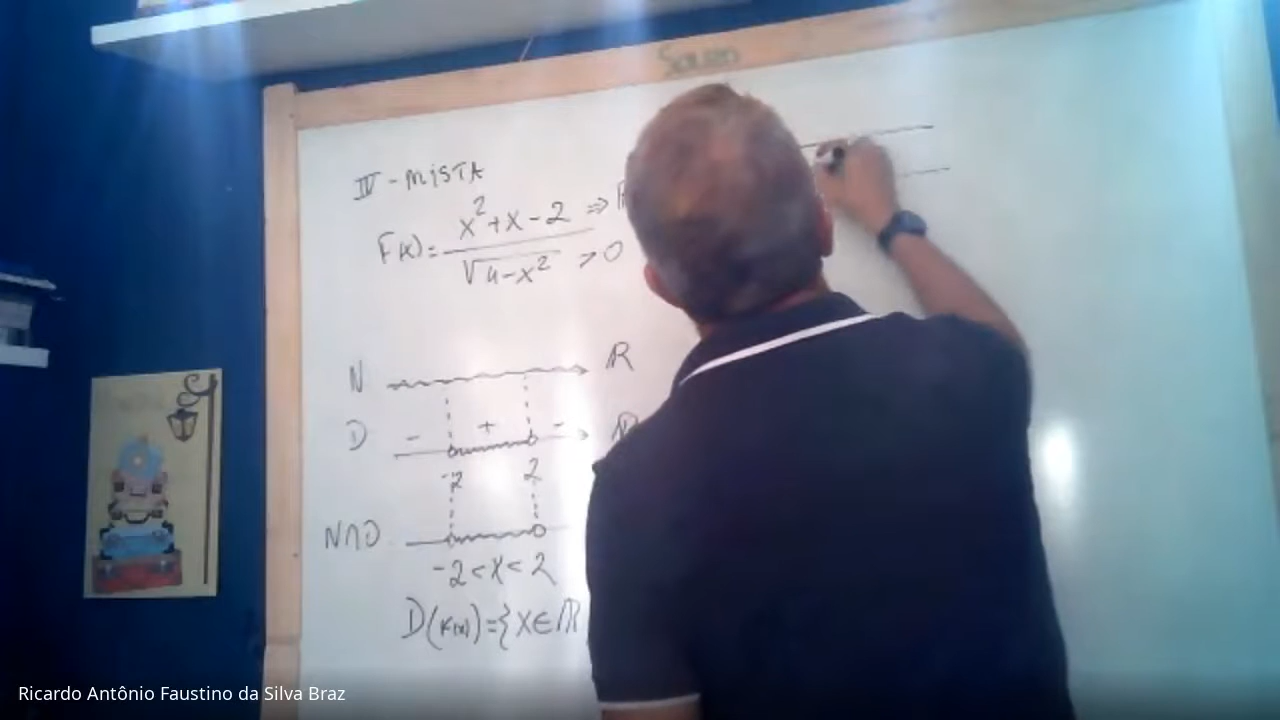 IV - MISTA
F(x) = x²+x-2 ⇒
√4-x² > 0
N ℝ
D - + - ℝ
-2 2
N∩D
-2 < x < 2
D(F(x)) = {x ∈ ℝ
Ricardo Antônio Faustino da Silva Braz